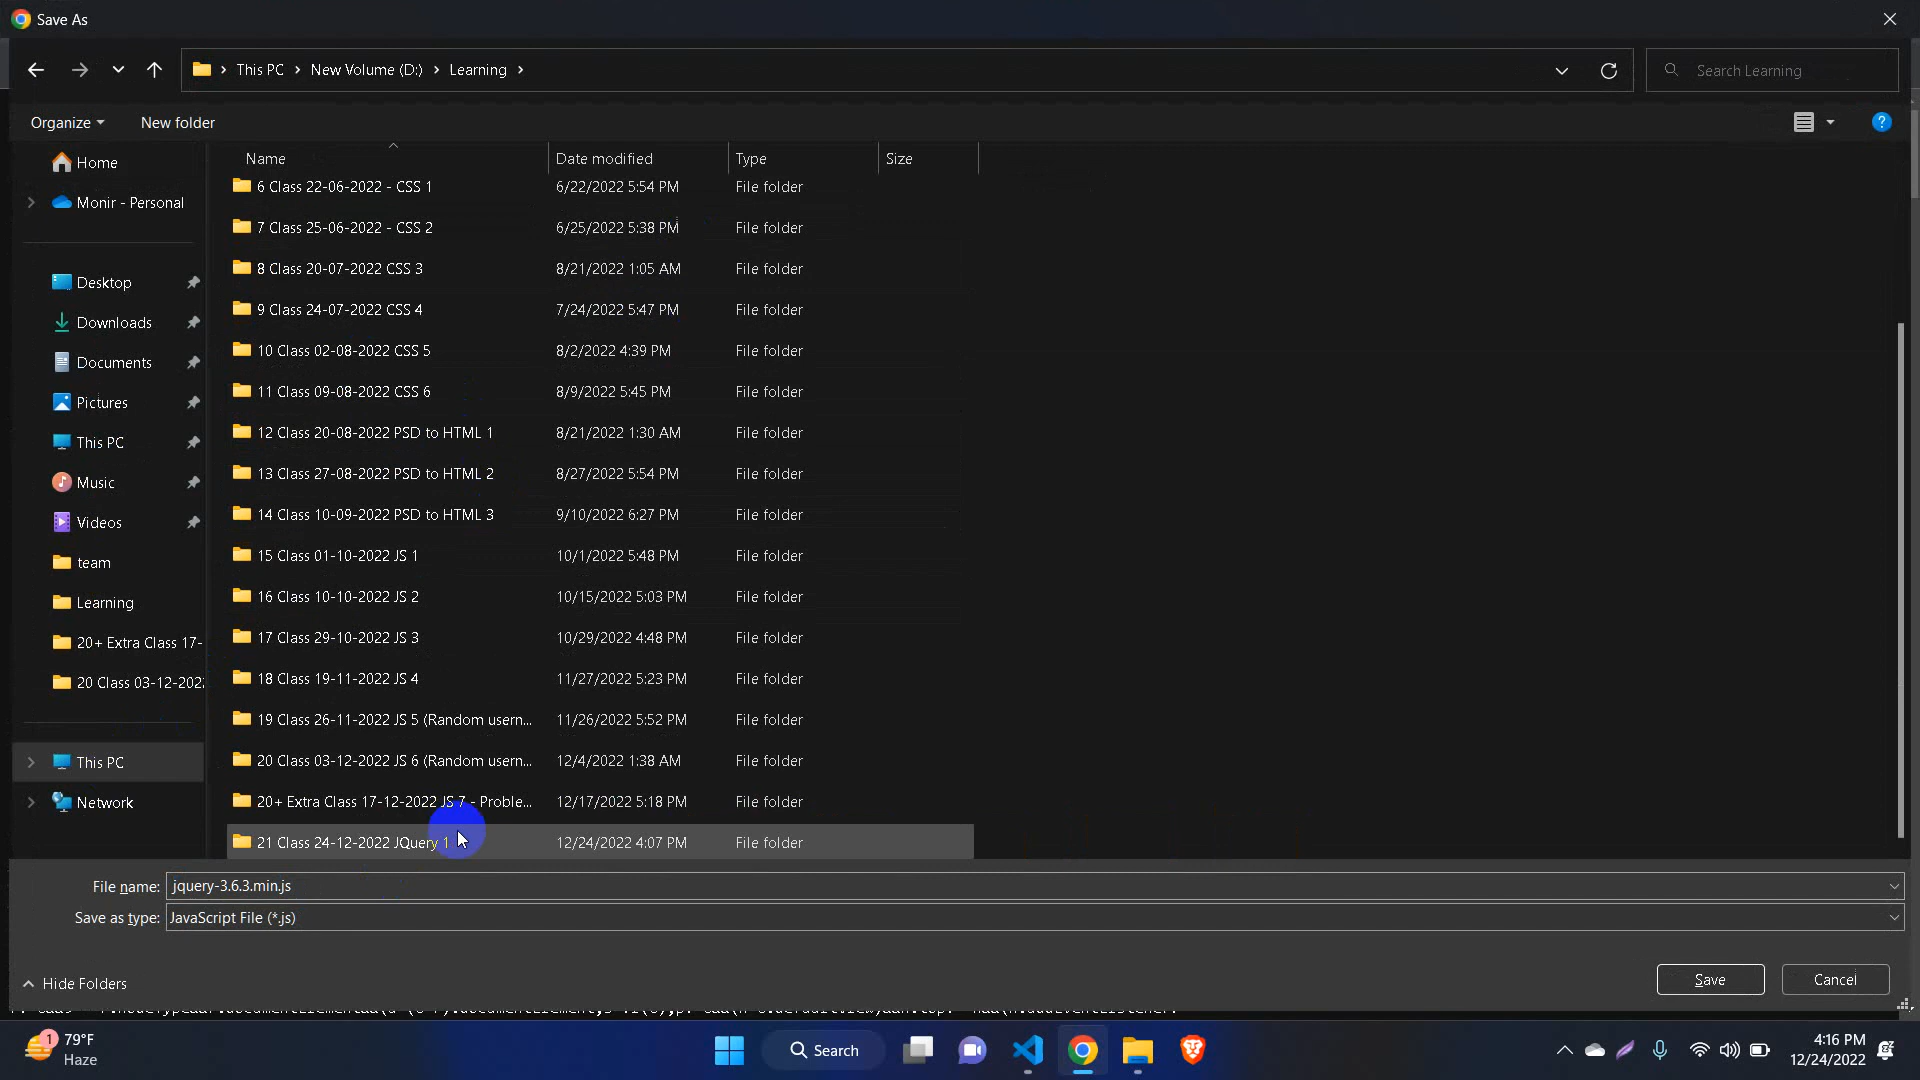 Save As
This PC New Volume (D:) Learning
Search Learning
Organize New folder
Name Date modified Type Size
Home
Monir - Personal
Desktop
Downloads
Documents
Pictures
This PC
Music
Videos
team
Learning
20+ Extra Class 17-
20 Class 03-12-202
This PC
Network
6 Class 22-06-2022 - CSS 1 6/22/2022 5:54 PM File folder
7 Class 25-06-2022 - CSS 2 6/25/2022 5:38 PM File folder
8 Class 20-07-2022 CSS 3 8/21/2022 1:05 AM File folder
9 Class 24-07-2022 CSS 4 7/24/2022 5:47 PM File folder
10 Class 02-08-2022 CSS 5 8/2/2022 4:39 PM File folder
11 Class 09-08-2022 CSS 6 8/9/2022 5:45 PM File folder
12 Class 20-08-2022 PSD to HTML 1 8/21/2022 1:30 AM File folder
13 Class 27-08-2022 PSD to HTML 2 8/27/2022 5:54 PM File folder
14 Class 10-09-2022 PSD to HTML 3 9/10/2022 6:27 PM File folder
15 Class 01-10-2022 JS 1 10/1/2022 5:48 PM File folder
16 Class 10-10-2022 JS 2 10/15/2022 5:03 PM File folder
17 Class 29-10-2022 JS 3 10/29/2022 4:48 PM File folder
18 Class 19-11-2022 JS 4 11/27/2022 5:23 PM File folder
19 Class 26-11-2022 JS 5 (Random usern... 11/26/2022 5:52 PM File folder
20 Class 03-12-2022 JS 6 (Random usern... 12/4/2022 1:38 AM File folder
20+ Extra Class 17-12-2022 JS 7 - Proble... 12/17/2022 5:18 PM File folder
21 Class 24-12-2022 JQuery 1 12/24/2022 4:07 PM File folder
File name: jquery-3.6.3.min.js
Save as type: JavaScript File (*.js)
Hide Folders
Save Cancel
1
79°F
Haze
Search
4:16 PM
12/24/2022